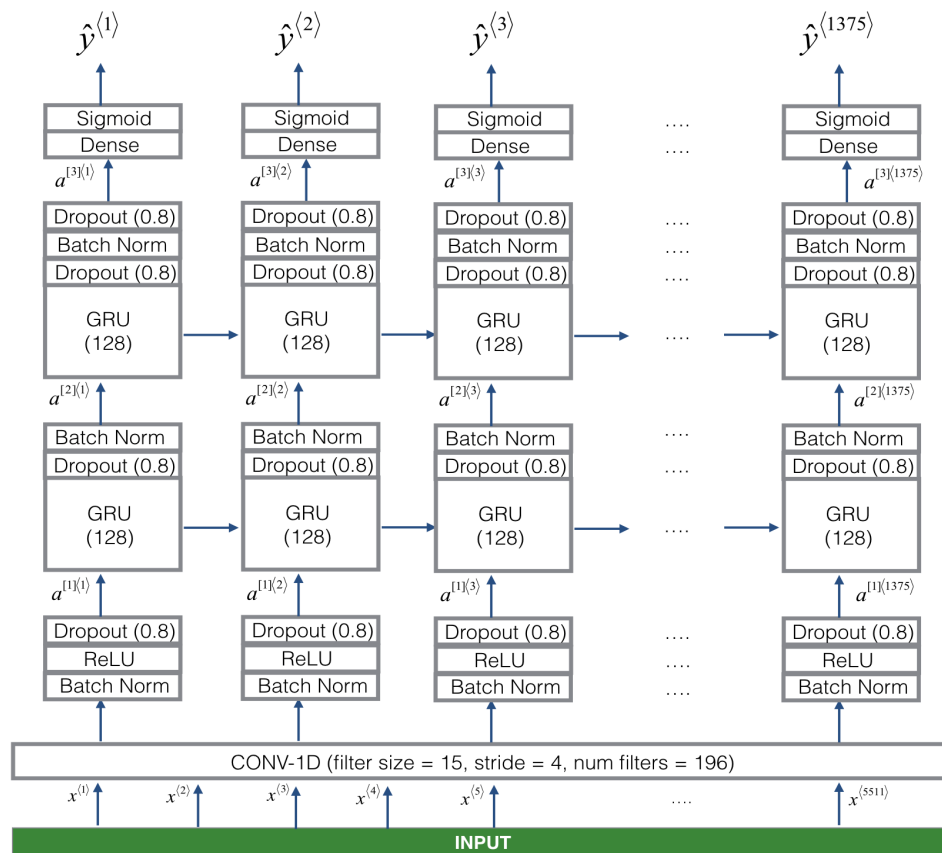 ŷ⟨1⟩ ŷ⟨2⟩ ŷ⟨3⟩ ŷ⟨1375⟩
Sigmoid Sigmoid Sigmoid .... Sigmoid
Dense Dense Dense .... Dense
a[3]⟨1⟩ a[3]⟨2⟩ a[3]⟨3⟩ a[3]⟨1375⟩
Dropout (0.8) Dropout (0.8) Dropout (0.8) .... Dropout (0.8)
Batch Norm Batch Norm Batch Norm .... Batch Norm
Dropout (0.8) Dropout (0.8) Dropout (0.8) .... Dropout (0.8)
GRU GRU GRU GRU
(128) (128) (128) .... (128)
a[2]⟨1⟩ a[2]⟨2⟩ a[2]⟨3⟩ a[2]⟨1375⟩
Batch Norm Batch Norm Batch Norm .... Batch Norm
Dropout (0.8) Dropout (0.8) Dropout (0.8) .... Dropout (0.8)
GRU GRU GRU GRU
(128) (128) (128) .... (128)
a[1]⟨1⟩ a[1]⟨2⟩ a[1]⟨3⟩ a[1]⟨1375⟩
Dropout (0.8) Dropout (0.8) Dropout (0.8) .... Dropout (0.8)
ReLU ReLU ReLU .... ReLU
Batch Norm Batch Norm Batch Norm .... Batch Norm
CONV-1D (filter size = 15, stride = 4, num filters = 196)
x⟨1⟩ x⟨2⟩ x⟨3⟩ x⟨4⟩ x⟨5⟩ .... x⟨5511⟩
INPUT